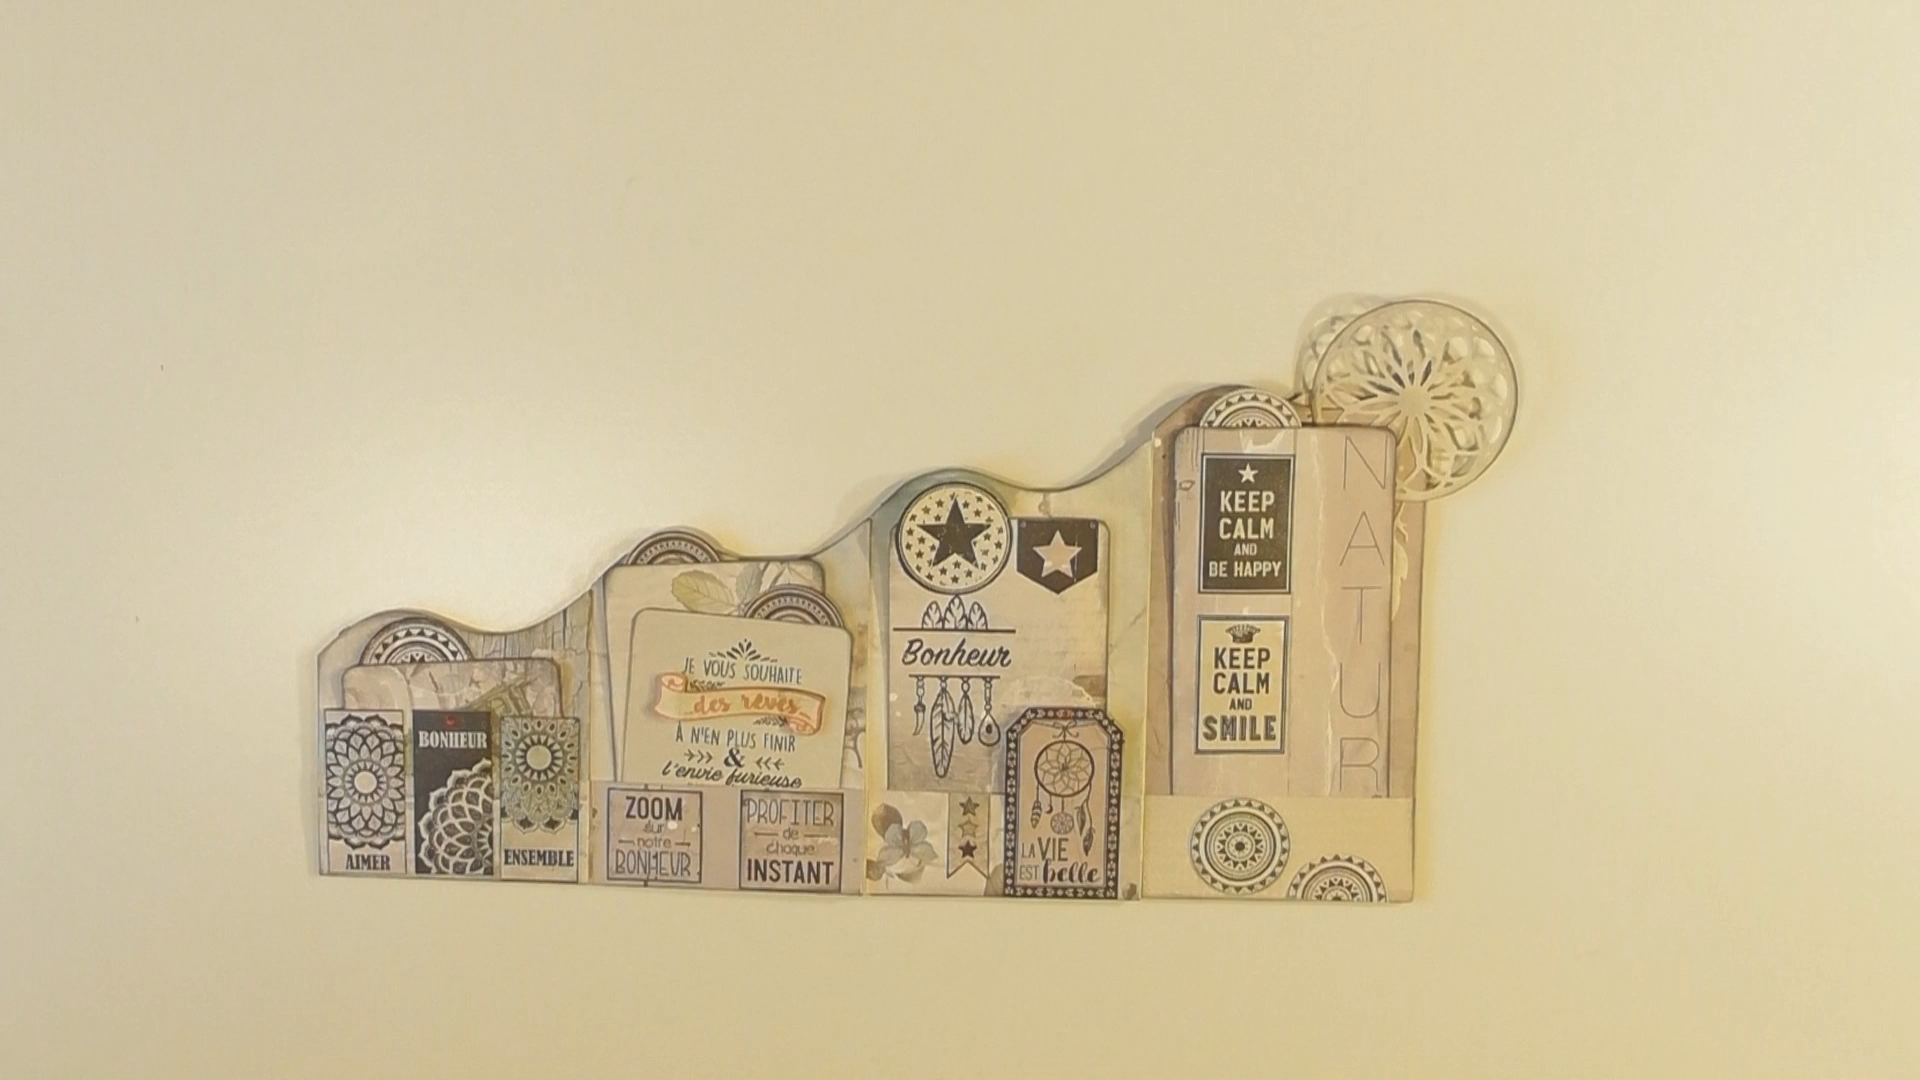 AIMER
BONHEUR
ENSEMBLE
JE VOUS SOUHAITE
des rêves
À N'EN PLUS FINIR
&
l'envie furieuse
ZOOM
sur
notre
BONHEUR
PROFITER
de
chaque
INSTANT
Bonheur
LA VIE
EST belle
KEEP
CALM
AND
BE HAPPY
KEEP
CALM
AND
SMILE
NATUR